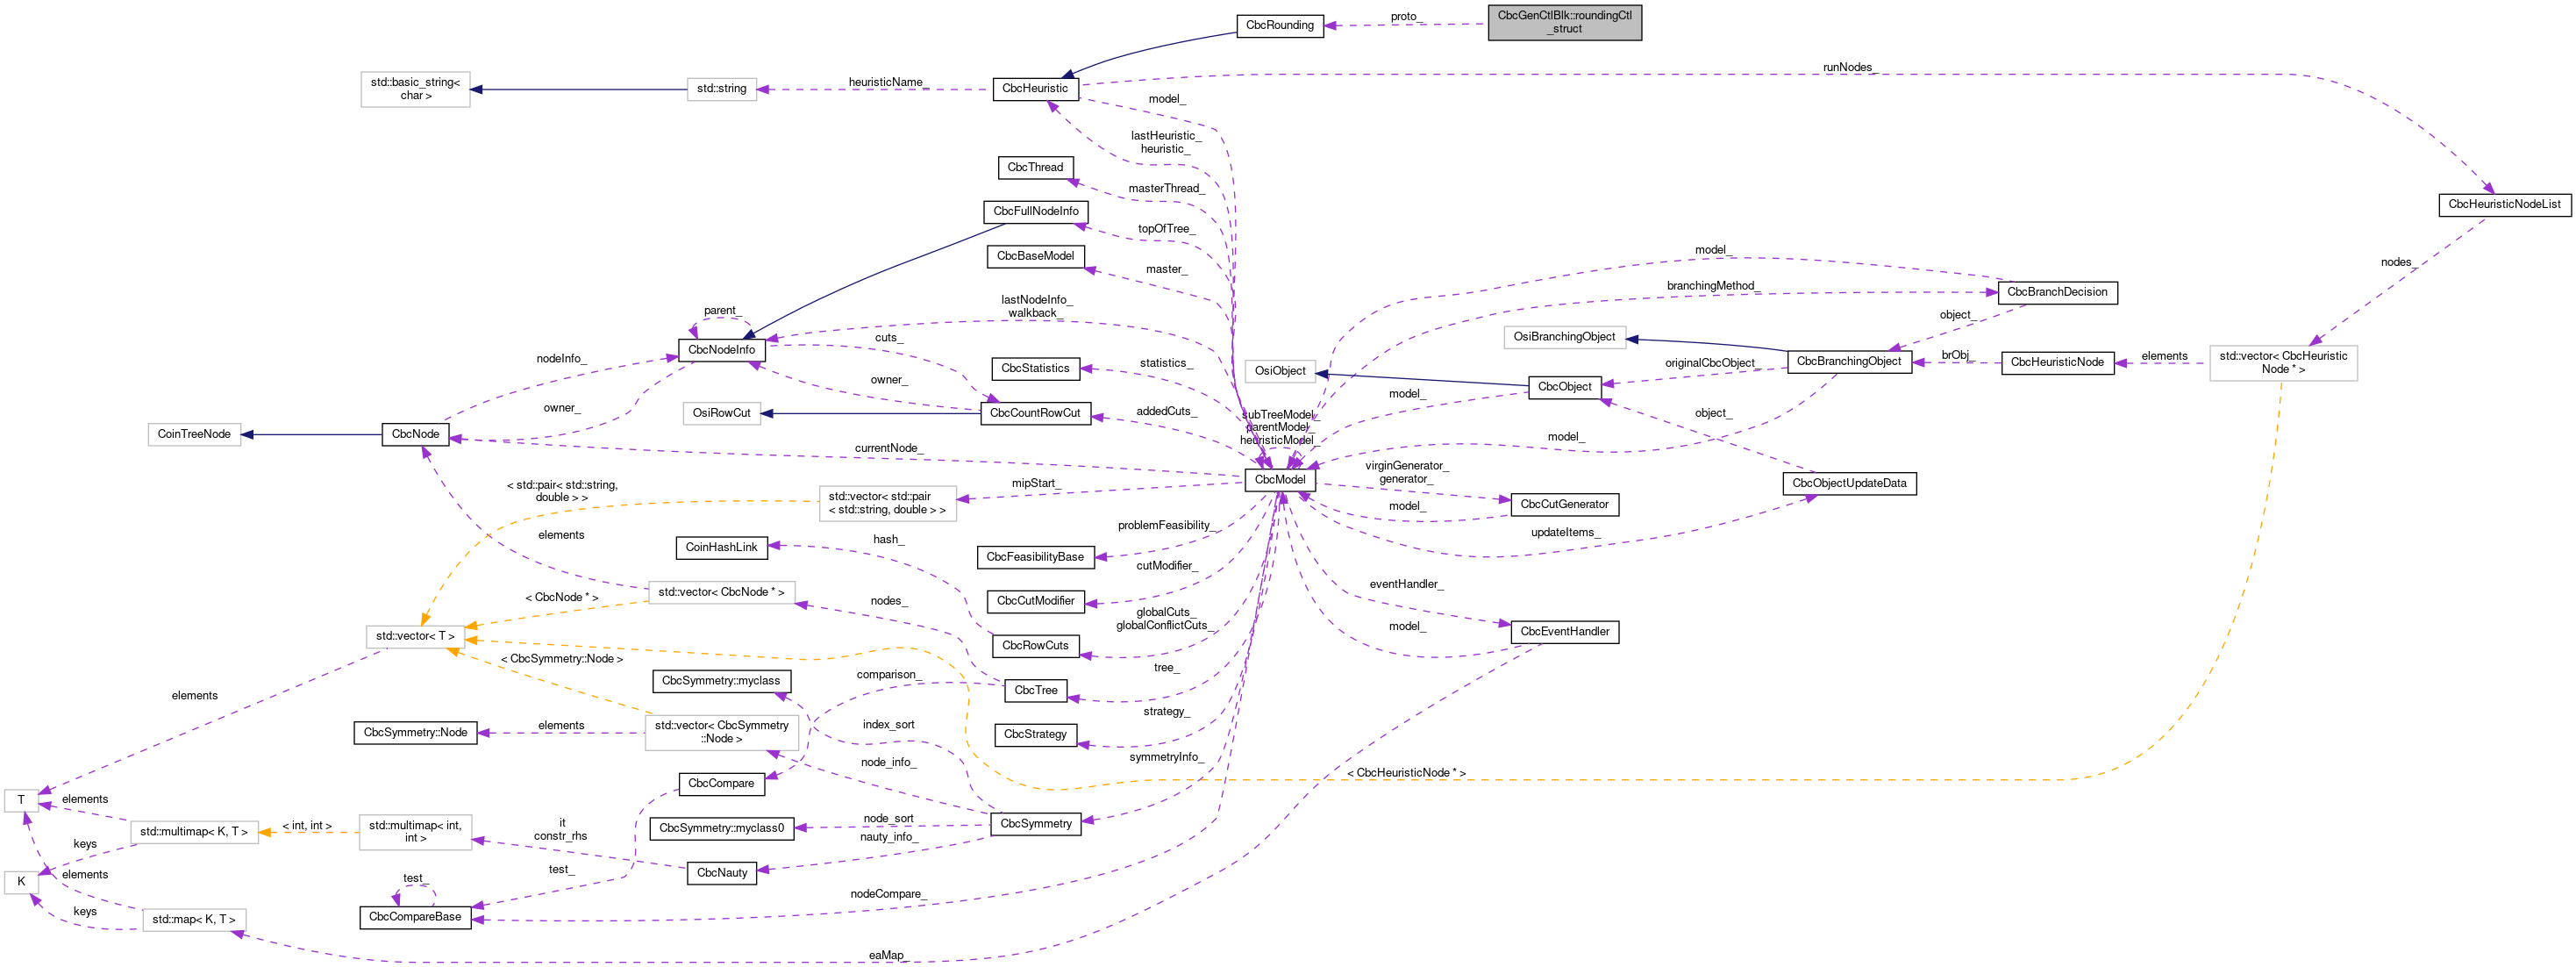 CbcGenCtlBlk::roundingCtl
_struct
proto_
CbcRounding
runNodes_
std::basic_string<
char >
std::string
heuristicName_
CbcHeuristic
model_
lastHeuristic_
heuristic_
CbcThread
masterThread_
CbcHeuristicNodeList
CbcFullNodeInfo
topOfTree_
CbcBaseModel
master_
model_
nodes_
branchingMethod_
CbcBranchDecision
lastNodeInfo_
walkback_
parent_
object_
OsiBranchingObject
cuts_
CbcNodeInfo
nodeInfo_
CbcStatistics
statistics_
OsiObject
originalCbcObject_
CbcBranchingObject
brObj_
CbcHeuristicNode
elements
std::vector< CbcHeuristic
Node * >
owner_
CbcObject
model_
owner_
OsiRowCut
CbcCountRowCut
addedCuts_
subTreeModel_
parentModel_
heuristicModel_
object_
CoinTreeNode
CbcNode
currentNode_
model_
virginGenerator_
generator_
CbcModel
mipStart_
CbcObjectUpdateData
< std::pair< std::string,
double > >
std::vector< std::pair
< std::string, double > >
model_
CbcCutGenerator
problemFeasibility_
updateItems_
elements
hash_
CoinHashLink
CbcFeasibilityBase
cutModifier_
eventHandler_
std::vector< CbcNode * >
< CbcNode * >
nodes_
CbcCutModifier
globalCuts_
globalConflictCuts_
model_
CbcEventHandler
std::vector< T >
CbcRowCuts
< CbcSymmetry::Node >
tree_
CbcSymmetry::myclass
comparison_
CbcTree
elements
strategy_
CbcSymmetry::Node
elements
std::vector< CbcSymmetry
::Node >
index_sort
CbcStrategy
symmetryInfo_
node_info_
< CbcHeuristicNode * >
CbcCompare
T
elements
std::multimap< K, T >
< int, int >
std::multimap< int,
int >
it
constr_rhs
CbcSymmetry::myclass0
node_sort
CbcSymmetry
nauty_info_
keys
CbcNauty
K
elements
test_
test_
nodeCompare_
keys
std::map< K, T >
CbcCompareBase
eaMap_